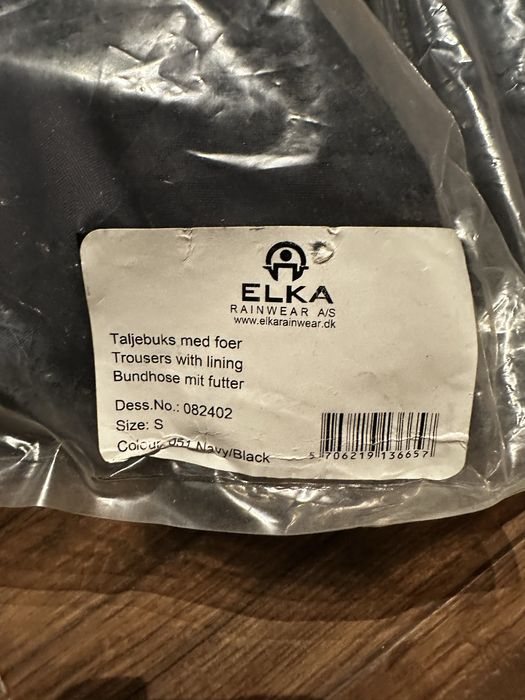 ELKA
RAINWEAR A/S
www.elkarainwear.dk
Taljebuks med foer
Trousers with lining
Bundhose mit futter
Dess.No.: 082402
Size: S
Colour: 051 Navy/Black
5 706219 136657